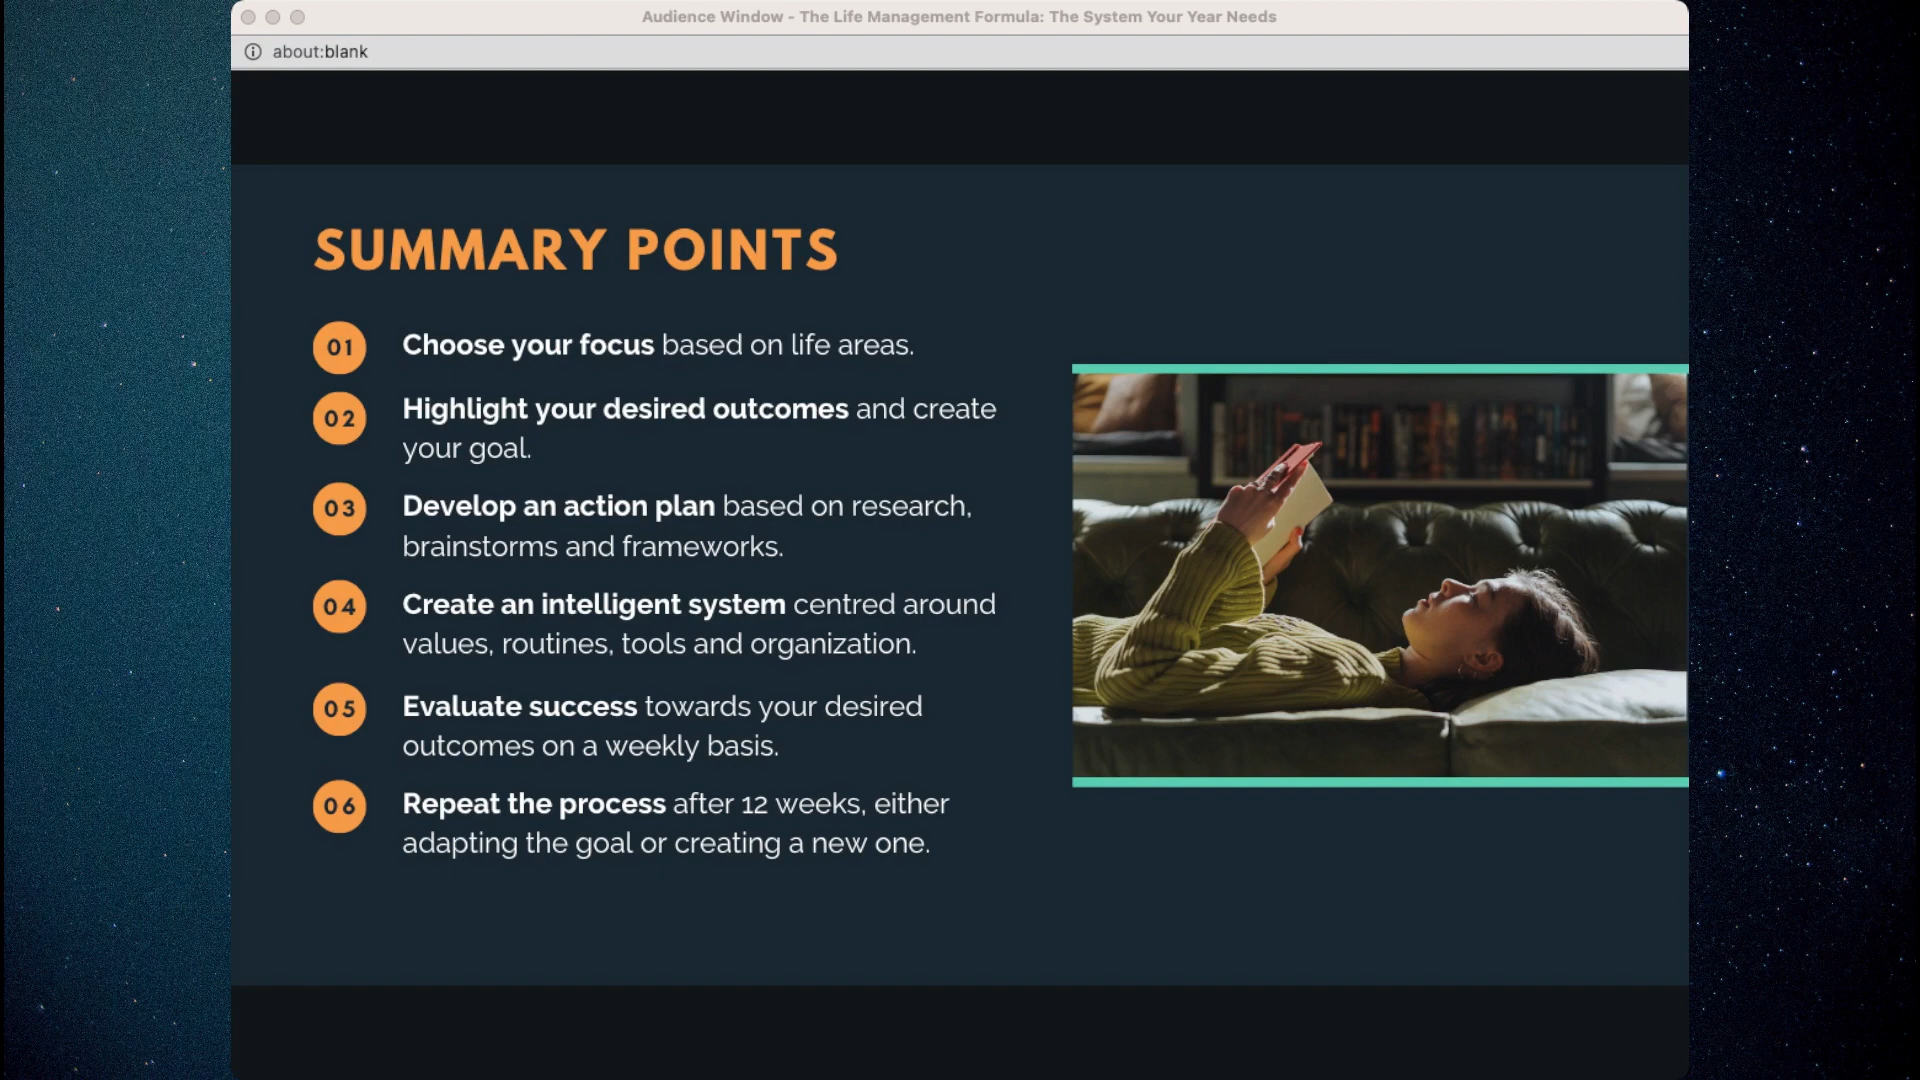 Audience Window - The Life Management Formula: The System Your Year Needs
about:blank
SUMMARY POINTS
01 Choose your focus based on life areas.
02 Highlight your desired outcomes and create
your goal.
03 Develop an action plan based on research,
brainstorms and frameworks.
04 Create an intelligent system centred around
values, routines, tools and organization.
05 Evaluate success towards your desired
outcomes on a weekly basis.
06 Repeat the process after 12 weeks, either
adapting the goal or creating a new one.